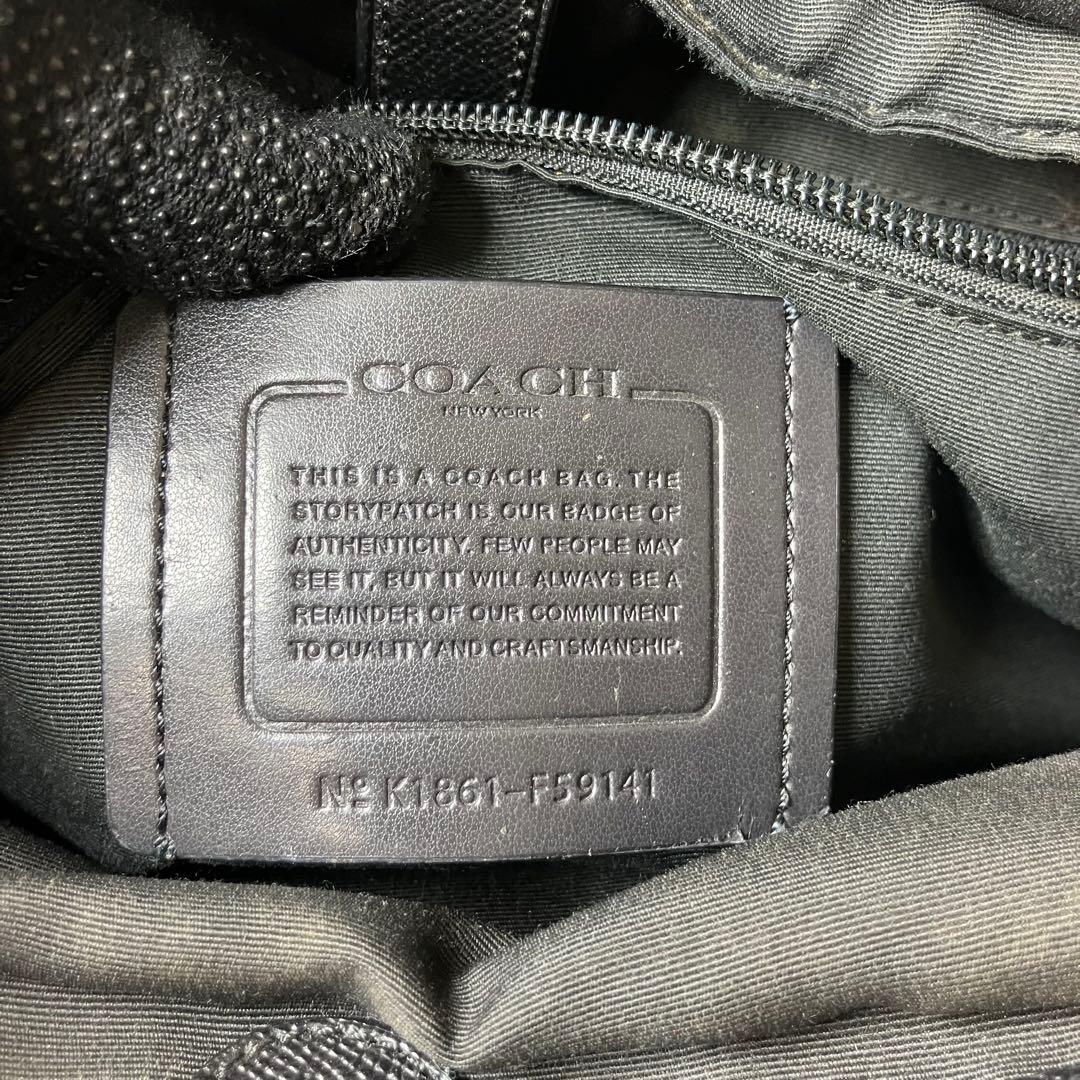 COACH
NEW YORK
THIS IS A COACH BAG. THE
STORYPATCH IS OUR BADGE OF
AUTHENTICITY. FEW PEOPLE MAY
SEE IT, BUT IT WILL ALWAYS BE A
REMINDER OF OUR COMMITMENT
TO QUALITY AND CRAFTSMANSHIP.
Nº K1861-F59141